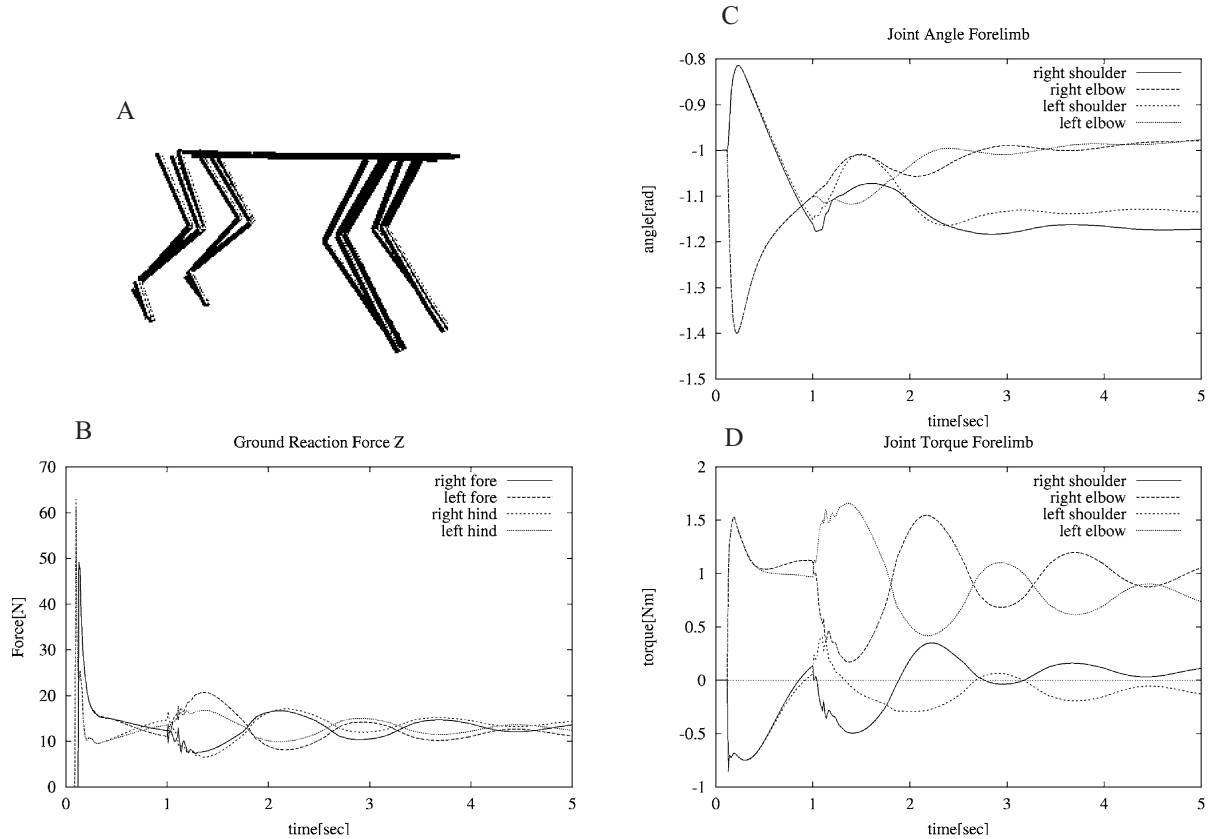 A
B
Ground Reaction Force Z
right fore
left fore
right hind
left hind
Force[N]
70
60
50
40
30
20
10
0
0 1 2 3 4 5
time[sec]
C
Joint Angle Forelimb
right shoulder
right elbow
left shoulder
left elbow
angle[rad]
-0.8
-0.9
-1
-1.1
-1.2
-1.3
-1.4
-1.5
0 1 2 3 4 5
time[sec]
D
Joint Torque Forelimb
right shoulder
right elbow
left shoulder
left elbow
torque[Nm]
2
1.5
1
0.5
0
-0.5
-1
0 1 2 3 4 5
time[sec]